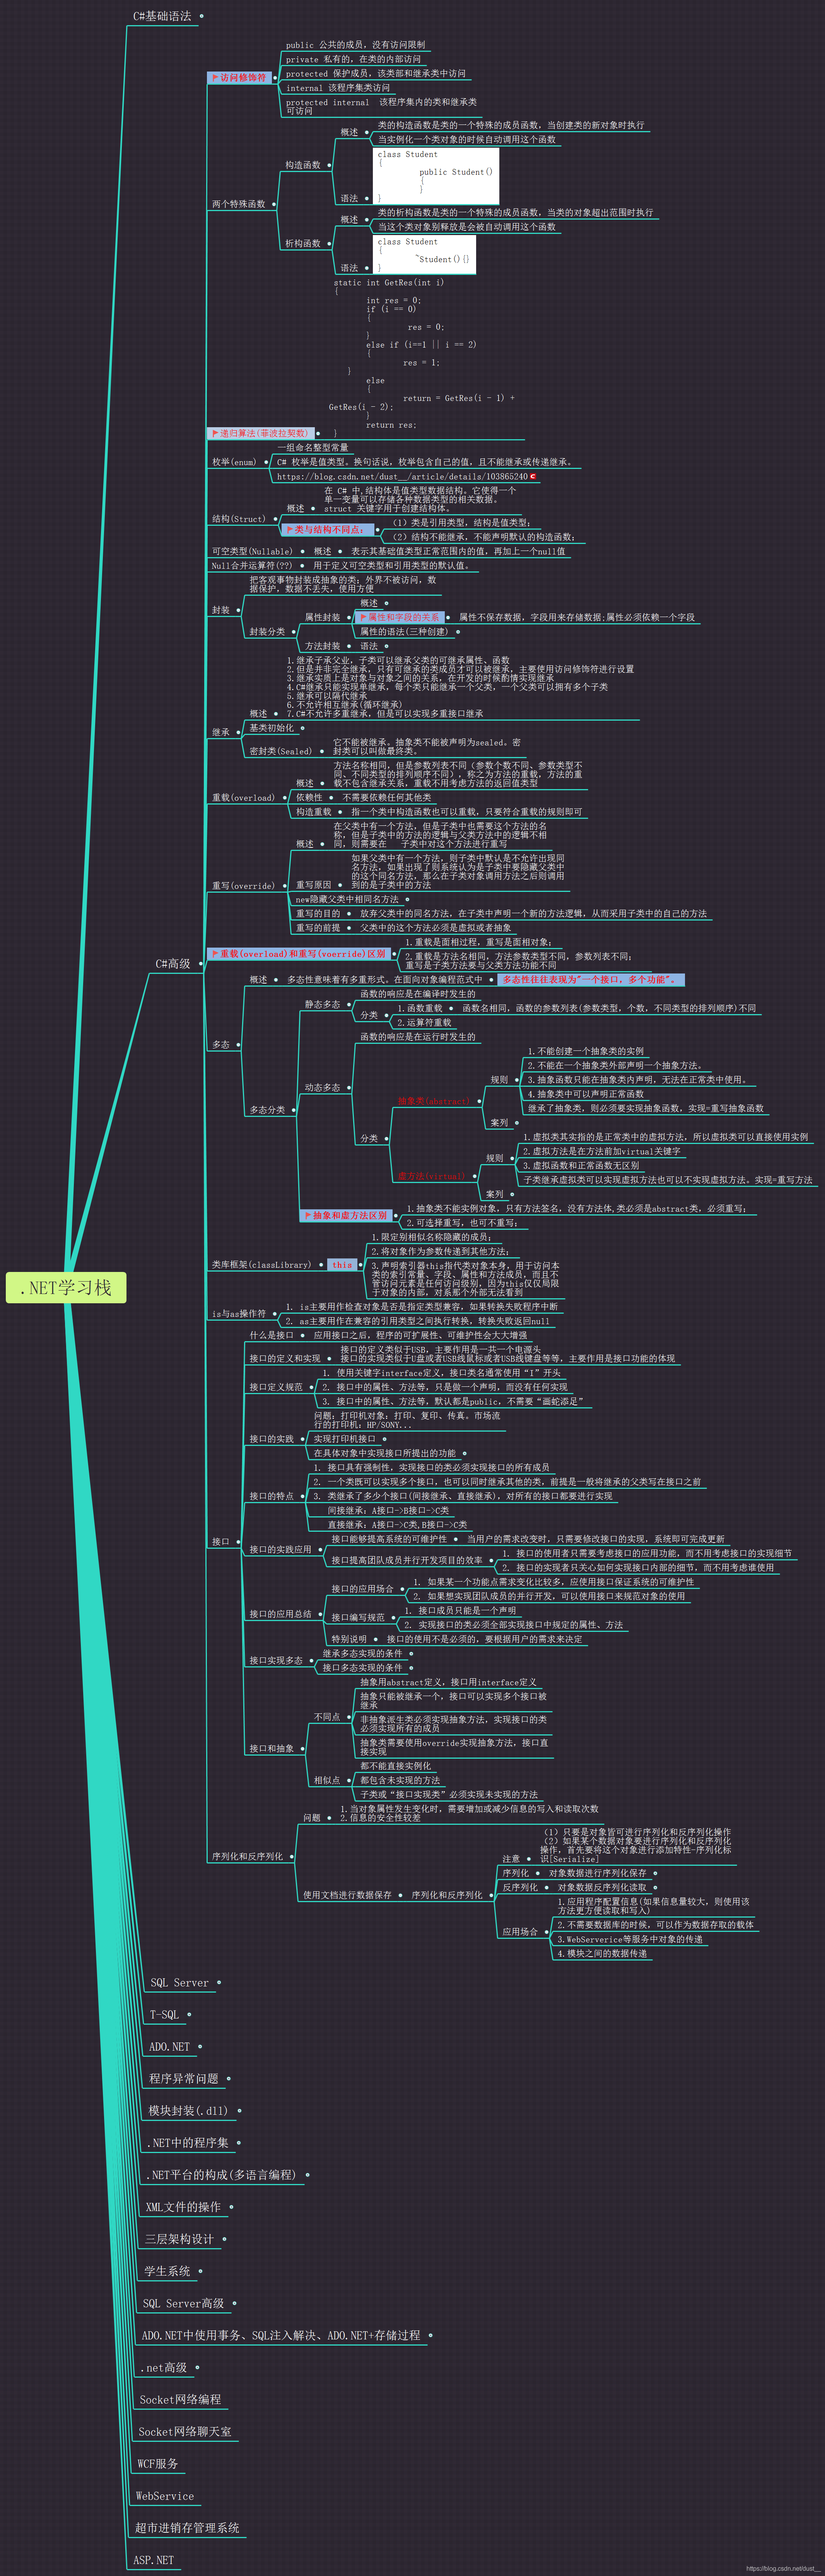 C#基础语法
public 公共的成员，没有访问限制
private 私有的，在类的内部访问
访问修饰符
protected 保护成员，该类部和继承类中访问
internal 该程序集类访问
protected internal  该程序集内的类和继承类
可访问
两个特殊函数
构造函数
概述
类的构造函数是类的一个特殊的成员函数，当创建类的新对象时执行
当实例化一个类对象的时候自动调用这个函数
语法
class Student
{
public Student()
{
}
}
析构函数
概述
类的析构函数是类的一个特殊的成员函数，当类的对象超出范围时执行
当这个类对象别释放是会被自动调用这个函数
语法
class Student
{
~Student(){}
}
递归算法(菲波拉契数)
static int GetRes(int i)
{
int res = 0;
if (i == 0)
{
res = 0;
}
else if (i==1 || i == 2)
{
res = 1;
}
else
{
return = GetRes(i - 1) +
GetRes(i - 2);
}
return res;
}
枚举(enum)
一组命名整型常量
C# 枚举是值类型。换句话说，枚举包含自己的值，且不能继承或传递继承。
https://blog.csdn.net/dust__/article/details/103865240
结构(Struct)
概述
在 C# 中,结构体是值类型数据结构。它使得一个
单一变量可以存储各种数据类型的相关数据。
struct 关键字用于创建结构体。
类与结构不同点：
（1）类是引用类型，结构是值类型；
（2）结构不能继承，不能声明默认的构造函数；
可空类型(Nullable)
概述
表示其基础值类型正常范围内的值，再加上一个null值
Null合并运算符(??)
用于定义可空类型和引用类型的默认值。
封装
把客观事物封装成抽象的类；外界不被访问，数
据保护，数据不丢失，使用方便
封装分类
属性封装
概述
属性和字段的关系
属性不保存数据，字段用来存储数据;属性必须依赖一个字段
属性的语法(三种创建)
方法封装
语法
继承
概述
1.继承子承父业，子类可以继承父类的可继承属性、函数
2.但是并非完全继承，只有可继承的类成员才可以被继承，主要使用访问修饰符进行设置
3.继承实质上是对象与对象之间的关系，在开发的时候酌情实现继承
4.C#继承只能实现单继承，每个类只能继承一个父类，一个父类可以拥有多个子类
5.继承可以隔代继承
6.不允许相互继承(循环继承)
7.C#不允许多重继承，但是可以实现多重接口继承
基类初始化
密封类(Sealed)
它不能被继承。抽象类不能被声明为sealed。密
封类可以叫做最终类。
重载(overload)
概述
方法名称相同，但是参数列表不同（参数个数不同、参数类型不
同、不同类型的排列顺序不同），称之为方法的重载，方法的重
载不包含继承关系，重载不用考虑方法的返回值类型
依赖性
不需要依赖任何其他类
构造重载
指一个类中构造函数也可以重载，只要符合重载的规则即可
重写(override)
概述
在父类中有一个方法，但是子类中也需要这个方法的名
称，但是子类中的方法的逻辑与父类方法中的逻辑不相
同，则需要在   子类中对这个方法进行重写
重写原因
如果父类中有一个方法，则子类中默认是不允许出现同
名方法，如果出现了则系统认为是子类中要隐藏父类中
的这个同名方法，那么在子类对象调用方法之后则调用
到的是子类中的方法
new隐藏父类中相同名方法
重写的目的
放弃父类中的同名方法，在子类中声明一个新的方法逻辑，从而采用子类中的自己的方法
重写的前提
父类中的这个方法必须是虚拟或者抽象
C#高级
重载(overload)和重写(voerride)区别
1.重载是面相过程，重写是面相对象；
2.重载是方法名相同，方法参数类型不同，参数列表不同；
重写是子类方法要与父类方法功能不同
多态
概述
多态性意味着有多重形式。在面向对象编程范式中
多态性往往表现为"一个接口，多个功能"。
多态分类
静态多态
函数的响应是在编译时发生的
分类
1.函数重载
函数名相同，函数的参数列表(参数类型，个数，不同类型的排列顺序)不同
2.运算符重载
动态多态
函数的响应是在运行时发生的
分类
抽象类(abstract)
规则
1.不能创建一个抽象类的实例
2.不能在一个抽象类外部声明一个抽象方法。
3.抽象函数只能在抽象类内声明，无法在正常类中使用。
4.抽象类中可以声明正常函数
继承了抽象类，则必须要实现抽象函数，实现=重写抽象函数
案列
虚方法(virtual)
规则
1.虚拟类其实指的是正常类中的虚拟方法，所以虚拟类可以直接使用实例
2.虚拟方法是在方法前加virtual关键字
3.虚拟函数和正常函数无区别
子类继承虚拟类可以实现虚拟方法也可以不实现虚拟方法。实现=重写方法
案列
抽象和虚方法区别
1.抽象类不能实例对象，只有方法签名，没有方法体,类必须是abstract类，必须重写；
2.可选择重写，也可不重写；
类库框架(classLibrary)
this
1.限定别相似名称隐藏的成员；
2.将对象作为参数传递到其他方法；
3.声明索引器this指代类对象本身，用于访问本
类的索引常量、字段、属性和方法成员，而且不
管访问元素是任何访问级别，因为this仅仅局限
于对象的内部，对系那个外部无法看到
.NET学习栈
is与as操作符
1. is主要用作检查对象是否是指定类型兼容，如果转换失败程序中断
2. as主要用作在兼容的引用类型之间执行转换，转换失败返回null
接口
什么是接口
应用接口之后，程序的可扩展性、可维护性会大大增强
接口的定义和实现
接口的定义类似于USB，主要作用是一共一个电源头
接口的实现类似于U盘或者USB线鼠标或者USB线键盘等等，主要作用是接口功能的体现
接口定义规范
1. 使用关键字interface定义，接口类名通常使用“I”开头
2. 接口中的属性、方法等，只是做一个声明，而没有任何实现
3. 接口中的属性、方法等，默认都是public，不需要“画蛇添足”
接口的实践
问题：打印机对象：打印、复印、传真。市场流
行的打印机：HP/SONY...
实现打印机接口
在具体对象中实现接口所提出的功能
接口的特点
1. 接口具有强制性，实现接口的类必须实现接口的所有成员
2. 一个类既可以实现多个接口，也可以同时继承其他的类，前提是一般将继承的父类写在接口之前
3. 类继承了多少个接口(间接继承、直接继承)，对所有的接口都要进行实现
间接继承：A接口->B接口->C类
直接继承：A接口->C类,B接口->C类
接口的实践应用
接口能够提高系统的可维护性
当用户的需求改变时，只需要修改接口的实现，系统即可完成更新
接口提高团队成员并行开发项目的效率
1. 接口的使用者只需要考虑接口的应用功能，而不用考虑接口的实现细节
2. 接口的实现者只关心如何实现接口内部的细节，而不用考虑谁使用
接口的应用总结
接口的应用场合
1. 如果某一个功能点需求变化比较多，应使用接口保证系统的可维护性
2. 如果想实现团队成员的并行开发，可以使用接口来规范对象的使用
接口编写规范
1. 接口成员只能是一个声明
2. 实现接口的类必须全部实现接口中规定的属性、方法
特别说明
接口的使用不是必须的，要根据用户的需求来决定
接口实现多态
继承多态实现的条件
接口多态实现的条件
接口和抽象
不同点
抽象用abstract定义，接口用interface定义
抽象只能被继承一个，接口可以实现多个接口被
继承
非抽象派生类必须实现抽象方法，实现接口的类
必须实现所有的成员
抽象类需要使用override实现抽象方法，接口直
接实现
相似点
都不能直接实例化
都包含未实现的方法
子类或“接口实现类”必须实现未实现的方法
序列化和反序列化
问题
1.当对象属性发生变化时，需要增加或减少信息的写入和读取次数
2.信息的安全性较差
使用文档进行数据保存
序列化和反序列化
注意
（1）只要是对象皆可进行序列化和反序列化操作
（2）如果某个数据对象要进行序列化和反序列化
操作，首先要将这个对象进行添加特性-序列化标
识[Serialize]
序列化
对象数据进行序列化保存
反序列化
对象数据反序列化读取
应用场合
1.应用程序配置信息(如果信息量较大，则使用该
方法更方便读取和写入)
2.不需要数据库的时候，可以作为数据存取的载体
3.WebServerice等服务中对象的传递
4.模块之间的数据传递
SQL Server
T-SQL
ADO.NET
程序异常问题
模块封装(.dll)
.NET中的程序集
.NET平台的构成(多语言编程)
XML文件的操作
三层架构设计
学生系统
SQL Server高级
ADO.NET中使用事务、SQL注入解决、ADO.NET+存储过程
.net高级
Socket网络编程
Socket网络聊天室
WCF服务
WebService
超市进销存管理系统
ASP.NET
https://blog.csdn.net/dust__